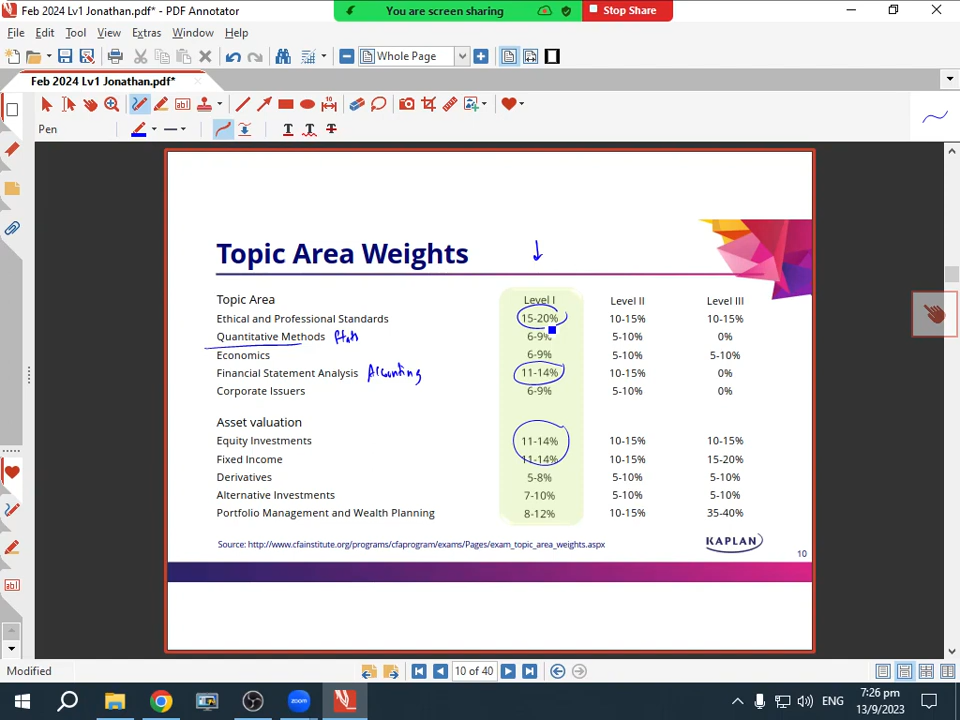 Feb 2024 Lv1 Jonathan.pdf* • PDF Annotator
You are screen sharing
Stop Share
File Edit Tool View Extras Window Help
Whole Page
Feb 2024 Lv1 Jonathan.pdf*
Pen
Topic Area Weights
Topic Area Level I Level II Level III
Ethical and Professional Standards 15-20% 10-15% 10-15%
Quantitative Methods 6-9% 5-10% 0%
Economics 6-9% 5-10% 5-10%
Financial Statement Analysis Accounting 11-14% 10-15% 0%
Corporate Issuers 6-9% 5-10% 0%
Asset valuation
Equity Investments 11-14% 10-15% 10-15%
Fixed Income 11-14% 10-15% 15-20%
Derivatives 5-8% 5-10% 5-10%
Alternative Investments 7-10% 5-10% 5-10%
Portfolio Management and Wealth Planning 8-12% 10-15% 35-40%
Source: http://www.cfainstitute.org/programs/cfaprogram/exams/Pages/exam_topic_area_weights.aspx
KAPLAN
10
Modified
10 of 40
zoom
ENG
7:26 pm
13/9/2023